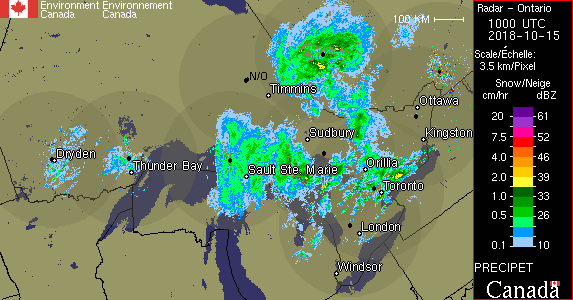 Environment Environnement
Canada Canada
100 KM
N/O
Timmins
Ottawa
Sudbury
Kingston
Dryden
Thunder Bay
Sault Ste. Marie
Orillia
Toronto
London
Windsor
Radar - Ontario
1000 UTC
2018-10-15
Scale/Échelle:
3.5 km/Pixel
Snow/Neige
cm/hr dBZ
20 61
7.5 52
4.0 46
2.0 39
1.0 33
0.5 26
0.1 10
PRECIPET
Canada